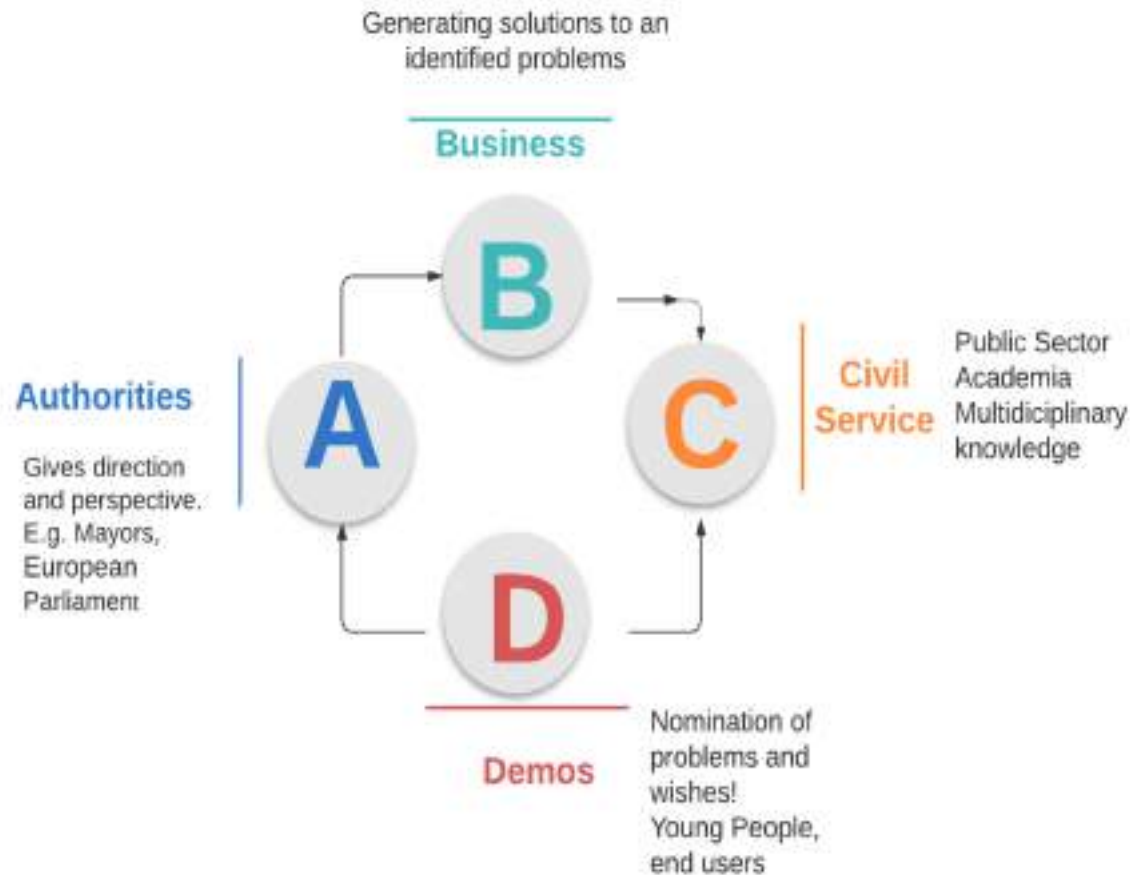 Generating solutions to an
identified problems
Business
B
A
C
D
Authorities
Gives direction
and perspective.
E.g. Mayors,
European
Parliament
Civil
Service
Public Sector
Academia
Multidiciplinary
knowledge
Demos
Nomination of
problems and
wishes!
Young People,
end users